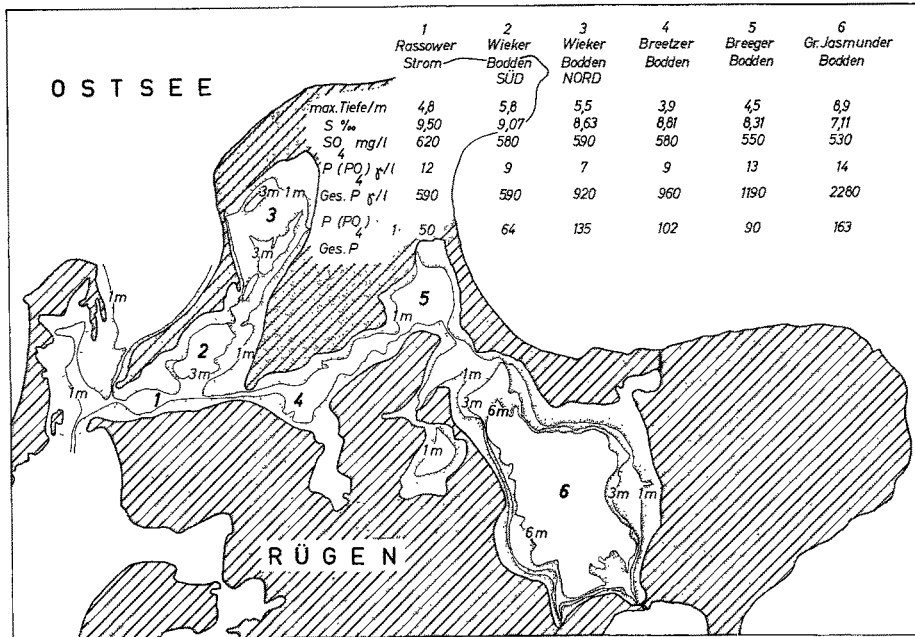 1 2 3 4 5 6
Rassower Wieker Wieker Breetzer Breeger Gr. Jasmunder
Strom Bodden Bodden Bodden Bodden Bodden
SÜD NORD
OSTSEE
max. Tiefe/m 4,8 5,8 5,5 3,9 4,5 8,9
S ‰ 9,50 9,07 8,63 8,81 8,31 7,11
SO4 mg/l 620 580 590 580 550 530
P (PO4) γ/l 12 9 7 9 13 14
Ges. P γ/l 590 590 920 960 1190 2280
P (PO4) : Ges. P 1: 50 64 135 102 90 163
3m 1m
3
3m
1m
5
1m
2
1m
3m
1m
1
4
1m
3m
6m
1m
6
3m
1m
6m
RÜGEN